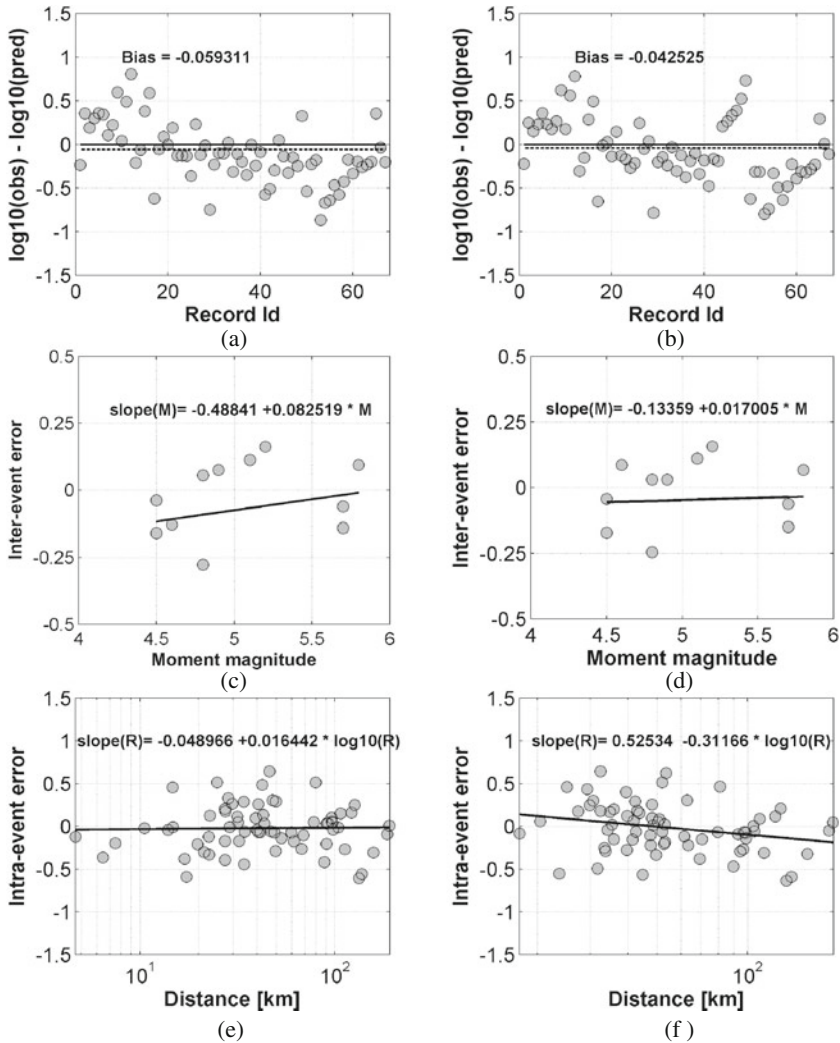 1.5
1
0.5
0
-0.5
-1
-1.5
log10(obs) - log10(pred)
Bias = -0.059311
0
20
40
60
Record Id
(a)
1.5
1
0.5
0
-0.5
-1
-1.5
log10(obs) - log10(pred)
Bias = -0.042525
0
20
40
60
Record Id
(b)
0.5
0.25
0
-0.25
-0.5
Inter-event error
slope(M)= -0.48841 +0.082519 * M
4
4.5
5
5.5
6
Moment magnitude
(c)
0.5
0.25
0
-0.25
-0.5
Inter-event error
slope(M)= -0.13359 +0.017005 * M
4
4.5
5
5.5
6
Moment magnitude
(d)
1.5
1
0.5
0
-0.5
-1
-1.5
Intra-event error
slope(R)= -0.048966 +0.016442 * log10(R)
10^1
10^2
Distance [km]
(e)
1.5
1
0.5
0
-0.5
-1
-1.5
Intra-event error
slope(R)= 0.52534 -0.31166 * log10(R)
10^2
Distance [km]
(f )